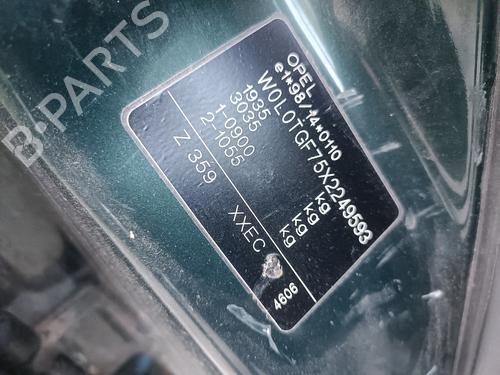 OPEL
e1*98/14*0110
W0L0TGF75X2249593
1935 kg
3035 kg
1-0900 kg
2-1055 kg
Z 359 XXEC
4606
B-PARTS